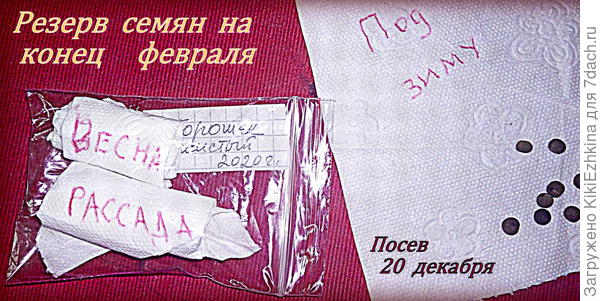 Резерв семян на
конец февраля
Под
зиму
ВЕСНА
РАССАДА
Горошек
2020г.
Посев
20 декабря
Загружено KikiEzhkina для 7dach.ru